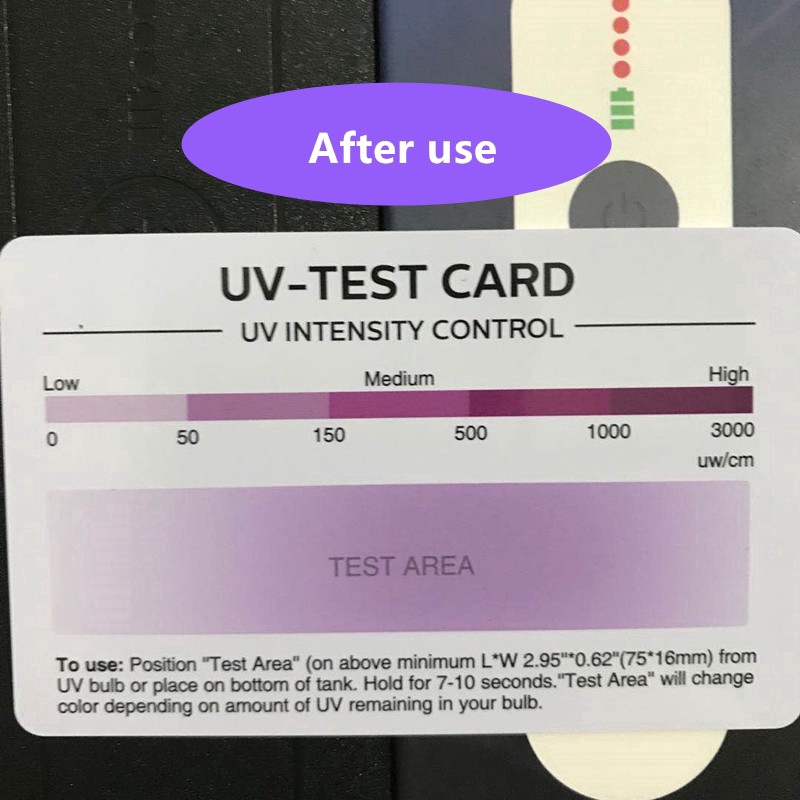 After use
UV-TEST CARD
UV INTENSITY CONTROL
Low Medium High
0 50 150 500 1000 3000
uw/cm
TEST AREA
To use: Position "Test Area" (on above minimum L*W 2.95"*0.62"(75*16mm) from
UV bulb or place on bottom of tank. Hold for 7-10 seconds."Test Area" will change
color depending on amount of UV remaining in your bulb.